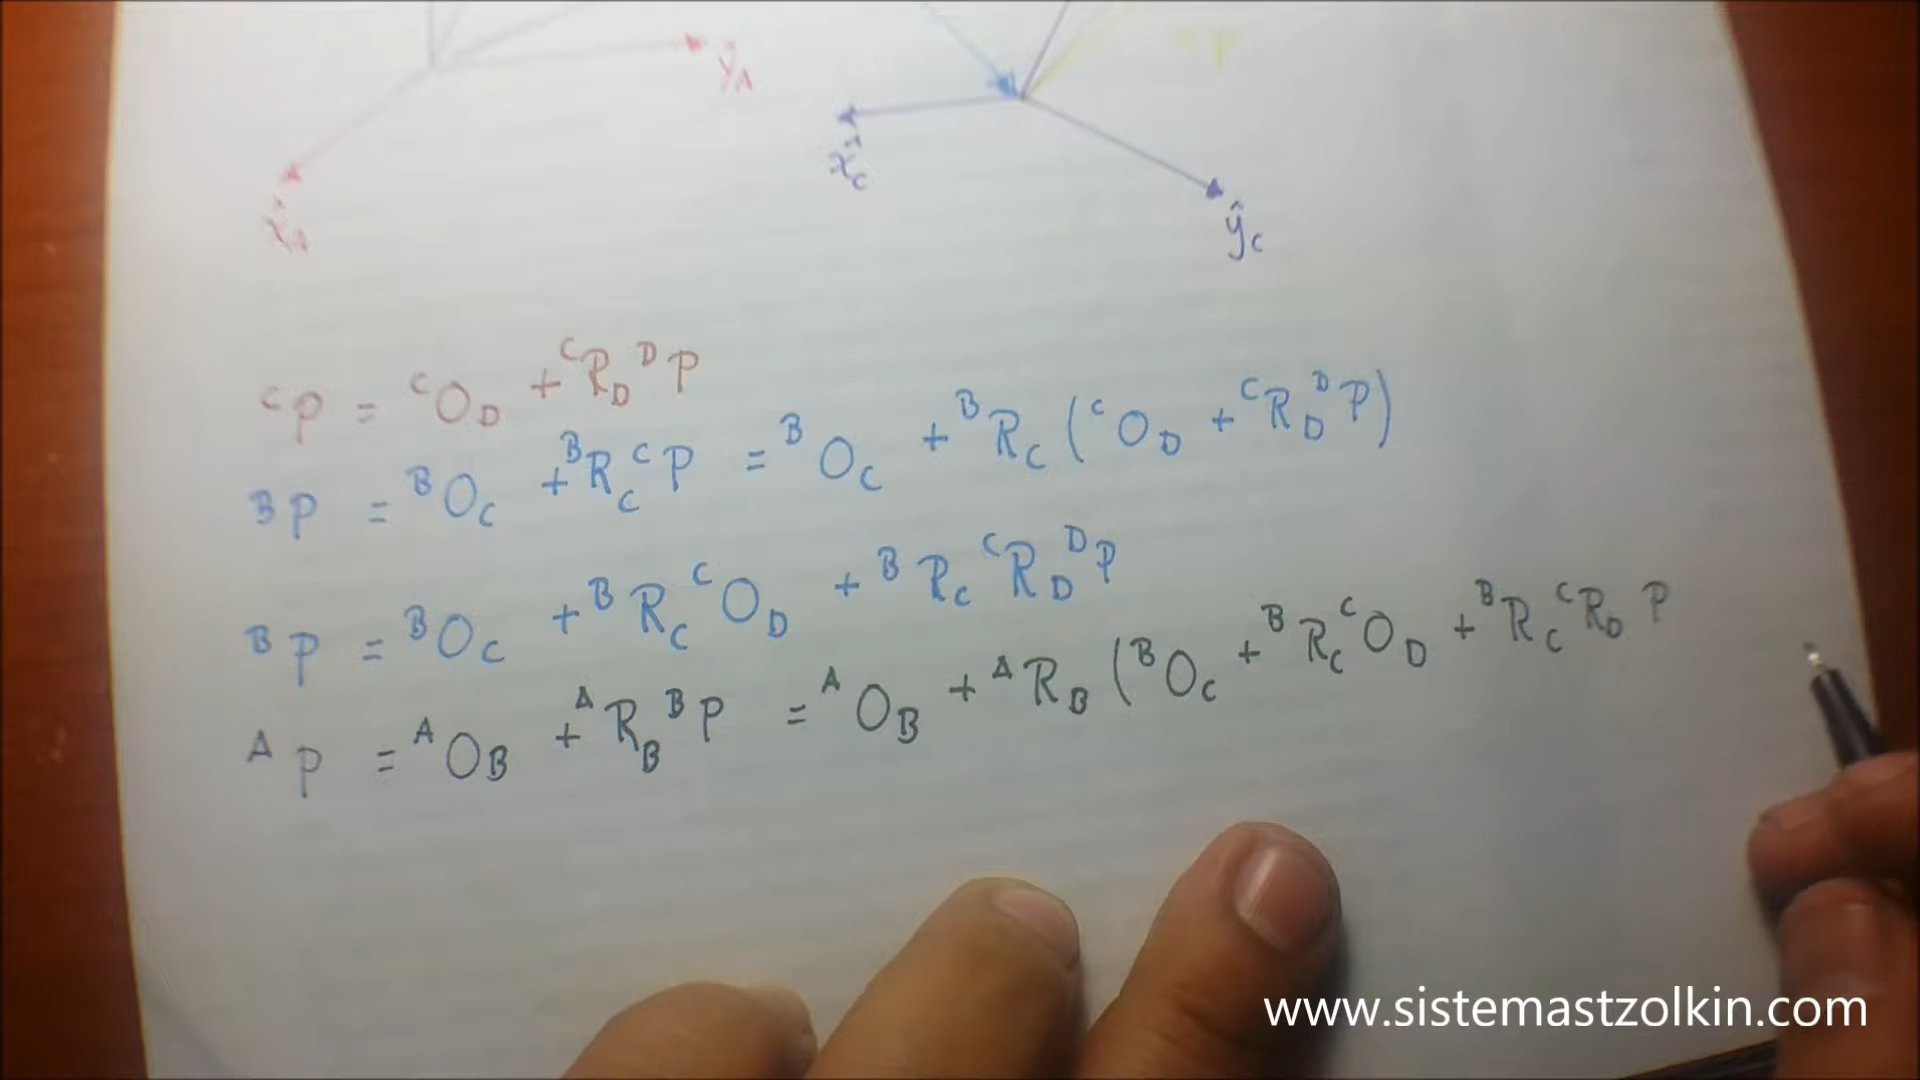 ŷA
P
x̂C
x̂A
ŷC
ᶜP = ᶜO_D + ᶜR_D ᴰP
ᴮP = ᴮO_C + ᴮR_C ᶜP = ᴮO_C + ᴮR_C (ᶜO_D + ᶜR_D ᴰP)
ᴮP = ᴮO_C + ᴮR_C ᶜO_D + ᴮR_C ᶜR_D ᴰP
ᴬP = ᴬO_B + ᴬR_B ᴮP = ᴬO_B + ᴬR_B (ᴮO_C + ᴮR_C ᶜO_D + ᴮR_C ᶜR_D P
www.sistemastzolkin.com